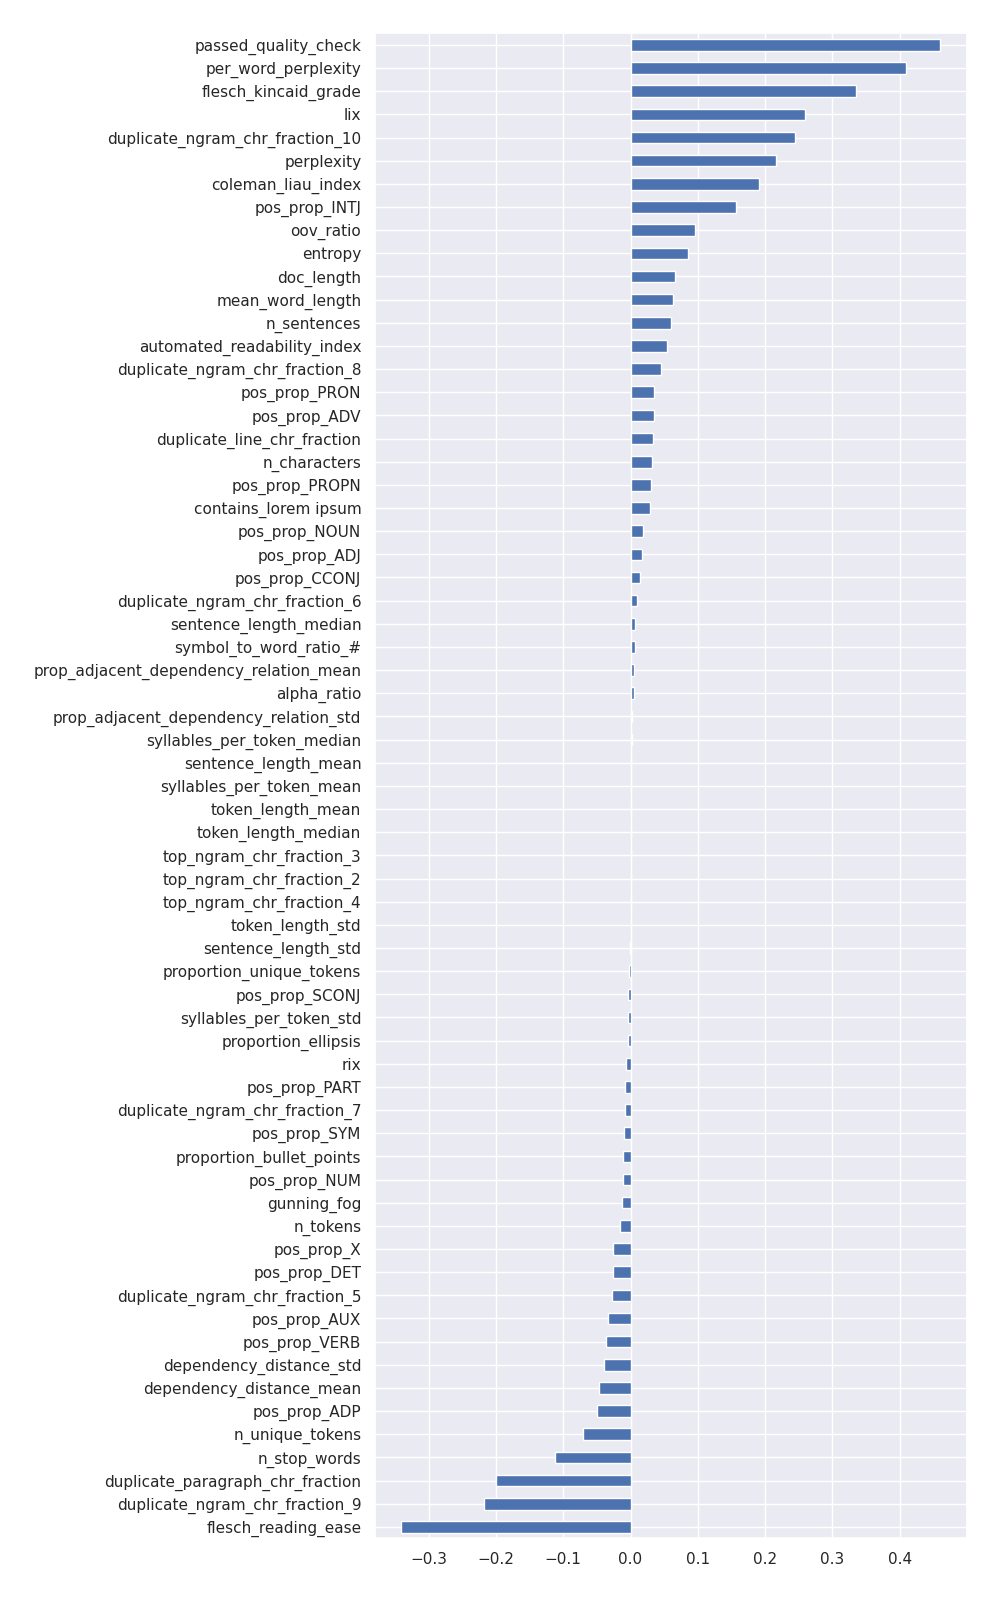 passed_quality_check
per_word_perplexity
flesch_kincaid_grade
lix
duplicate_ngram_chr_fraction_10
perplexity
coleman_liau_index
pos_prop_INTJ
oov_ratio
entropy
doc_length
mean_word_length
n_sentences
automated_readability_index
duplicate_ngram_chr_fraction_8
pos_prop_PRON
pos_prop_ADV
duplicate_line_chr_fraction
n_characters
pos_prop_PROPN
contains_lorem ipsum
pos_prop_NOUN
pos_prop_ADJ
pos_prop_CCONJ
duplicate_ngram_chr_fraction_6
sentence_length_median
symbol_to_word_ratio_#
prop_adjacent_dependency_relation_mean
alpha_ratio
prop_adjacent_dependency_relation_std
syllables_per_token_median
sentence_length_mean
syllables_per_token_mean
token_length_mean
token_length_median
top_ngram_chr_fraction_3
top_ngram_chr_fraction_2
top_ngram_chr_fraction_4
token_length_std
sentence_length_std
proportion_unique_tokens
pos_prop_SCONJ
syllables_per_token_std
proportion_ellipsis
rix
pos_prop_PART
duplicate_ngram_chr_fraction_7
pos_prop_SYM
proportion_bullet_points
pos_prop_NUM
gunning_fog
n_tokens
pos_prop_X
pos_prop_DET
duplicate_ngram_chr_fraction_5
pos_prop_AUX
pos_prop_VERB
dependency_distance_std
dependency_distance_mean
pos_prop_ADP
n_unique_tokens
n_stop_words
duplicate_paragraph_chr_fraction
duplicate_ngram_chr_fraction_9
flesch_reading_ease
−0.3 −0.2 −0.1 0.0 0.1 0.2 0.3 0.4